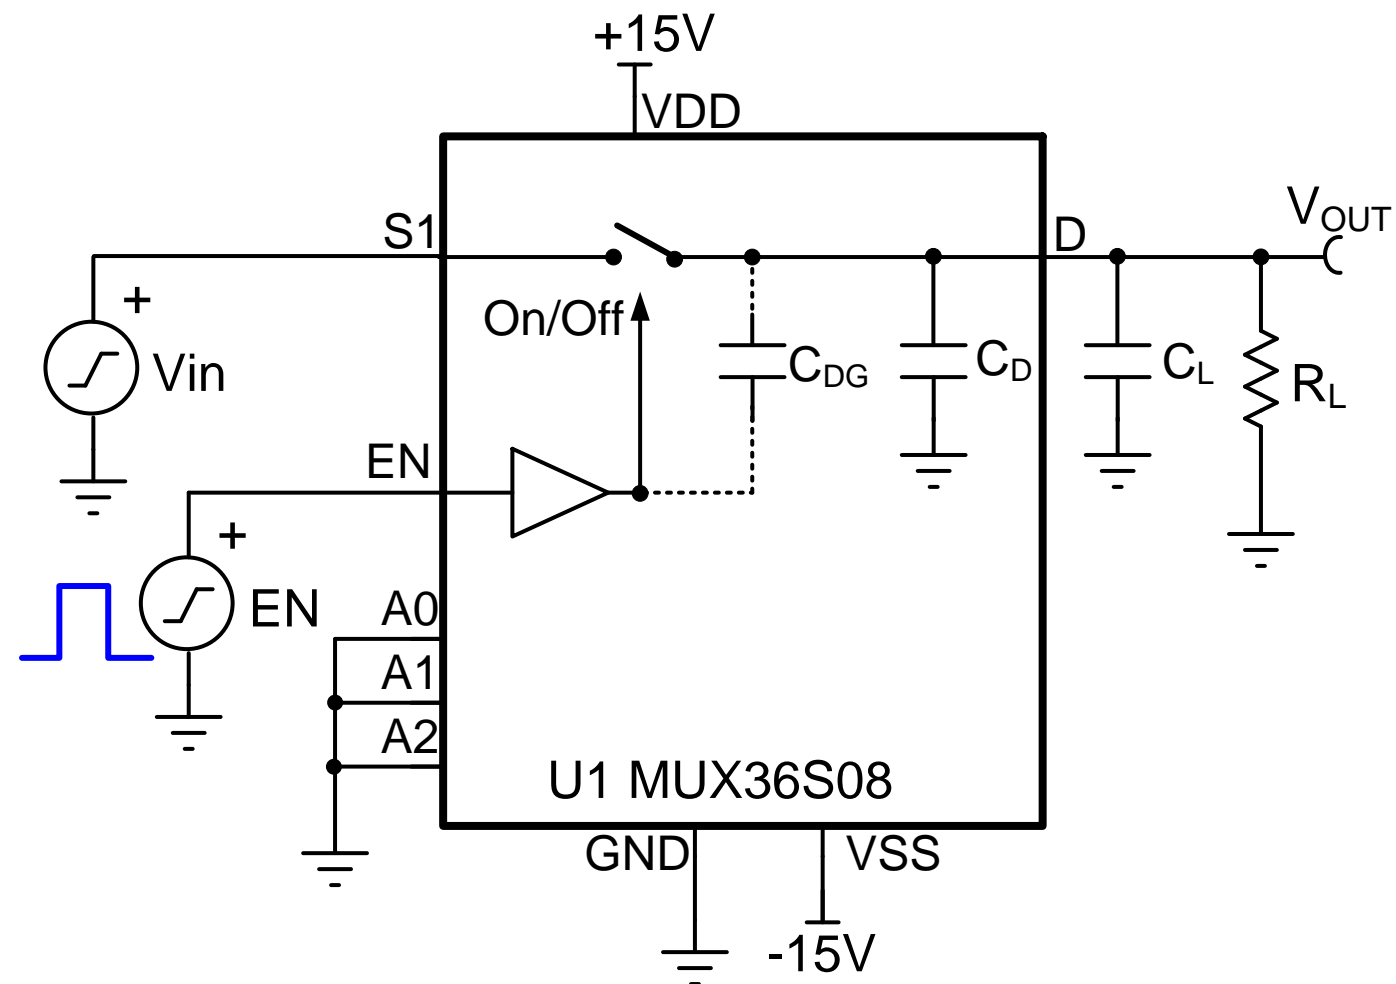 +15V
VDD
S1
D
VOUT
+
Vin
On/Off
CDG
CD
CL
RL
EN
+
EN
A0
A1
A2
U1 MUX36S08
GND
VSS
-15V